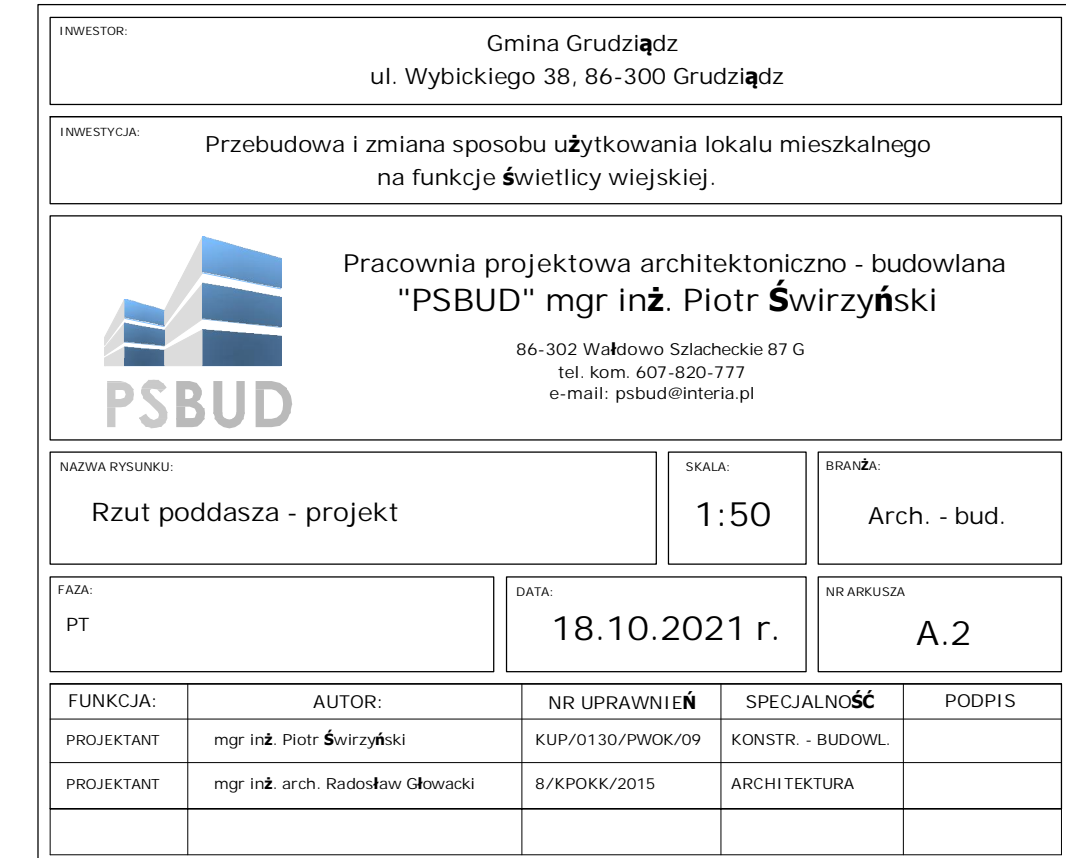 INWESTOR:
Gmina Grudziądz
ul. Wybickiego 38, 86-300 Grudziądz
INWESTYCJA:
Przebudowa i zmiana sposobu użytkowania lokalu mieszkalnego
na funkcje świetlicy wiejskiej.
PSBUD
Pracownia projektowa architektoniczno - budowlana
"PSBUD" mgr inż. Piotr Świrzyński
86-302 Wałdowo Szlacheckie 87 G
tel. kom. 607-820-777
e-mail: psbud@interia.pl
NAZWA RYSUNKU:
Rzut poddasza - projekt
SKALA:
1:50
BRANŻA:
Arch. - bud.
FAZA:
PT
DATA:
18.10.2021 r.
NR ARKUSZA
A.2
FUNKCJA: AUTOR: NR UPRAWNIEŃ SPECJALNOŚĆ PODPIS
PROJEKTANT mgr inż. Piotr Świrzyński KUP/0130/PWOK/09 KONSTR. - BUDOWL.
PROJEKTANT mgr inż. arch. Radosław Głowacki 8/KPOKK/2015 ARCHITEKTURA